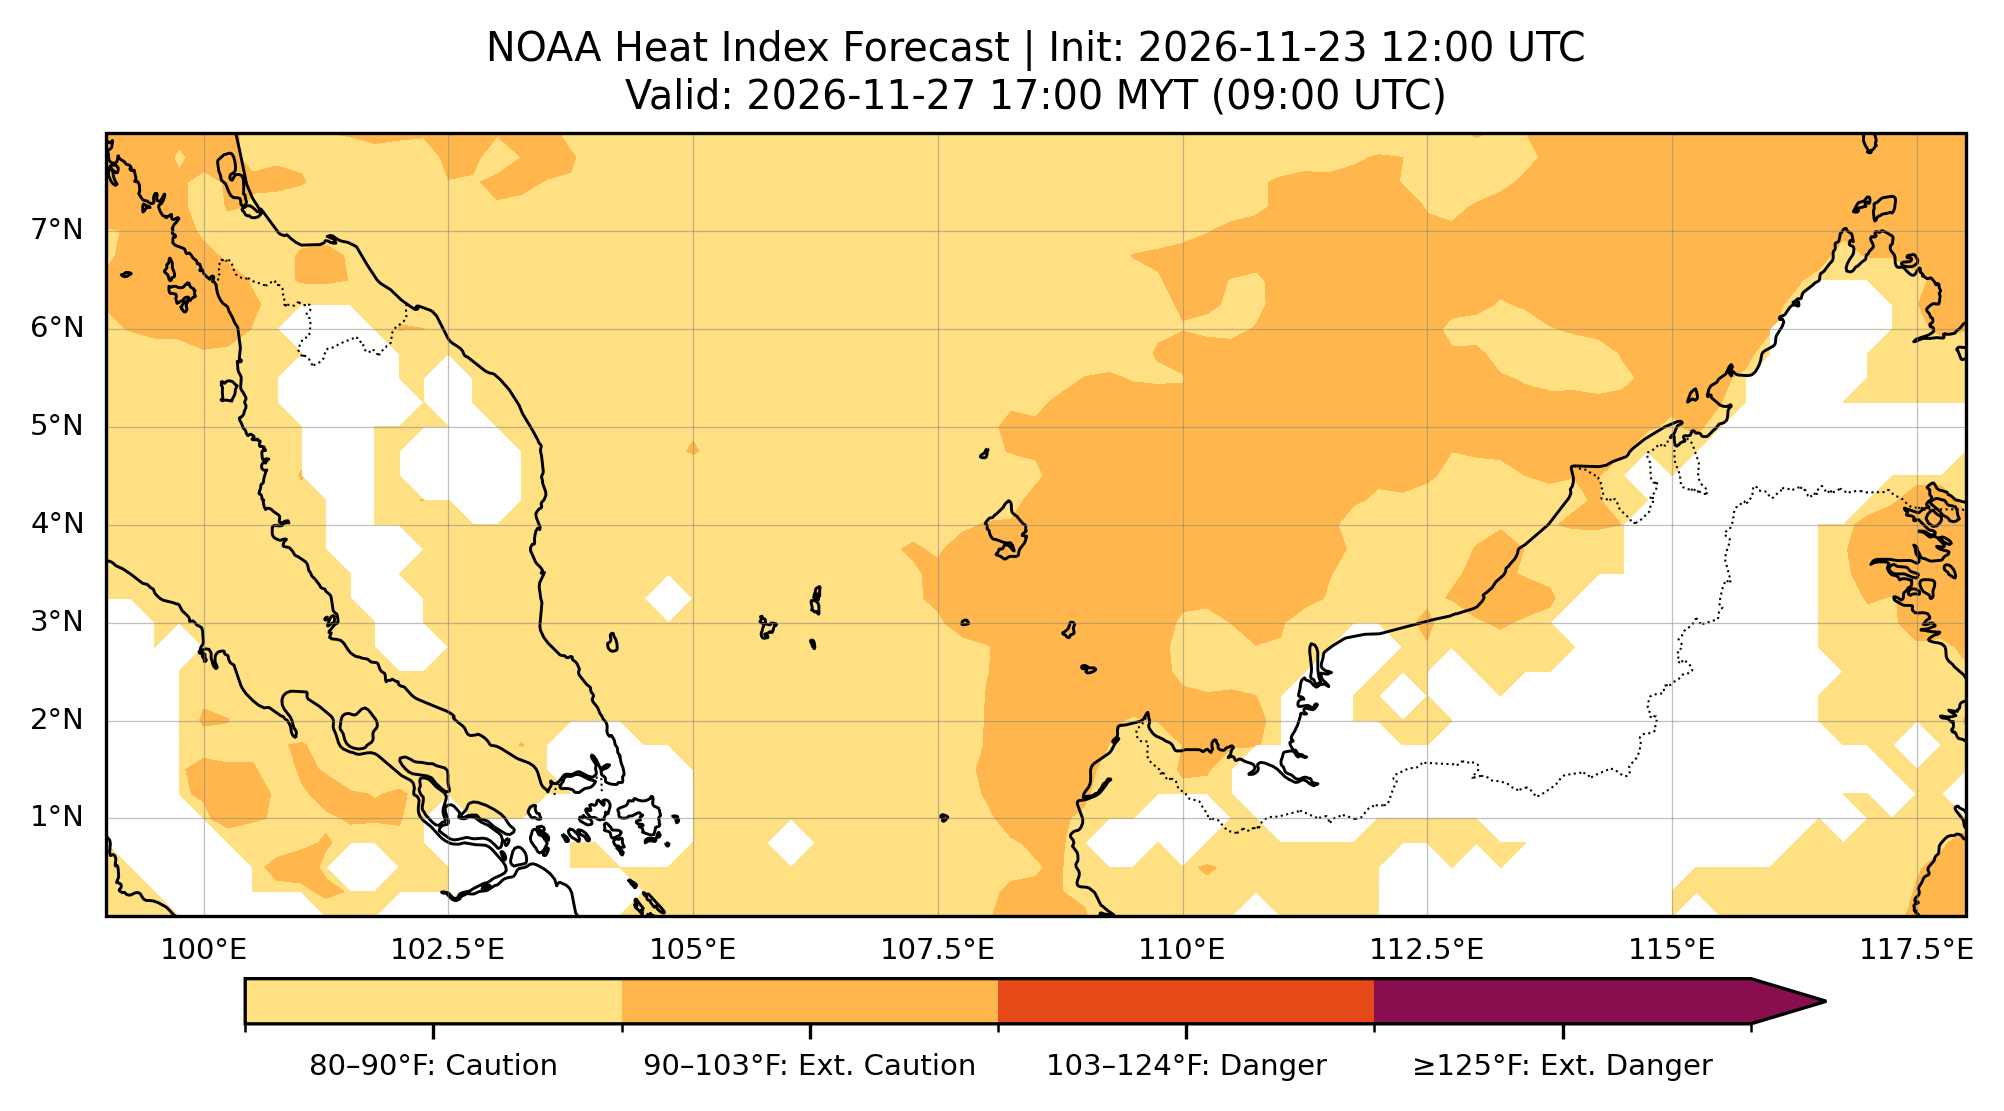 NOAA Heat Index Forecast | Init: 2026-11-23 12:00 UTC
Valid: 2026-11-27 17:00 MYT (09:00 UTC)
7°N
6°N
5°N
4°N
3°N
2°N
1°N
100°E 102.5°E 105°E 107.5°E 110°E 112.5°E 115°E 117.5°E
80–90°F: Caution 90–103°F: Ext. Caution 103–124°F: Danger ≥125°F: Ext. Danger